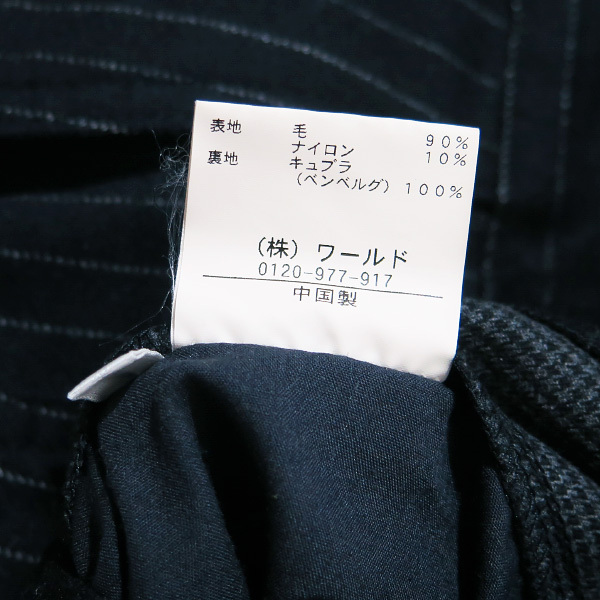 表地 毛 90%
ナイロン 10%
裏地 キュプラ
(ベンベルグ) 100%
(株) ワールド
0120-977-917
中国製